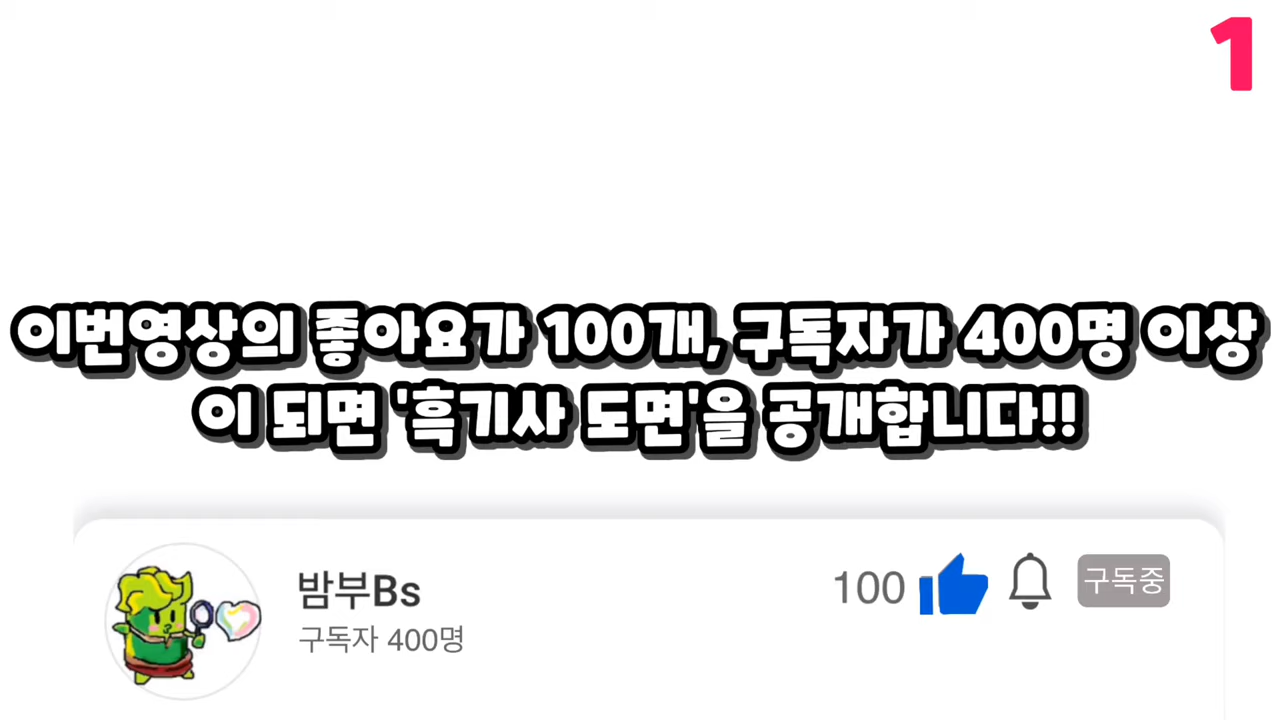 1
이번영상의 좋아요가 100개, 구독자가 400명 이상
이 되면 '흑기사 도면'을 공개합니다!!
밤부Bs
구독자 400명
100
구독중